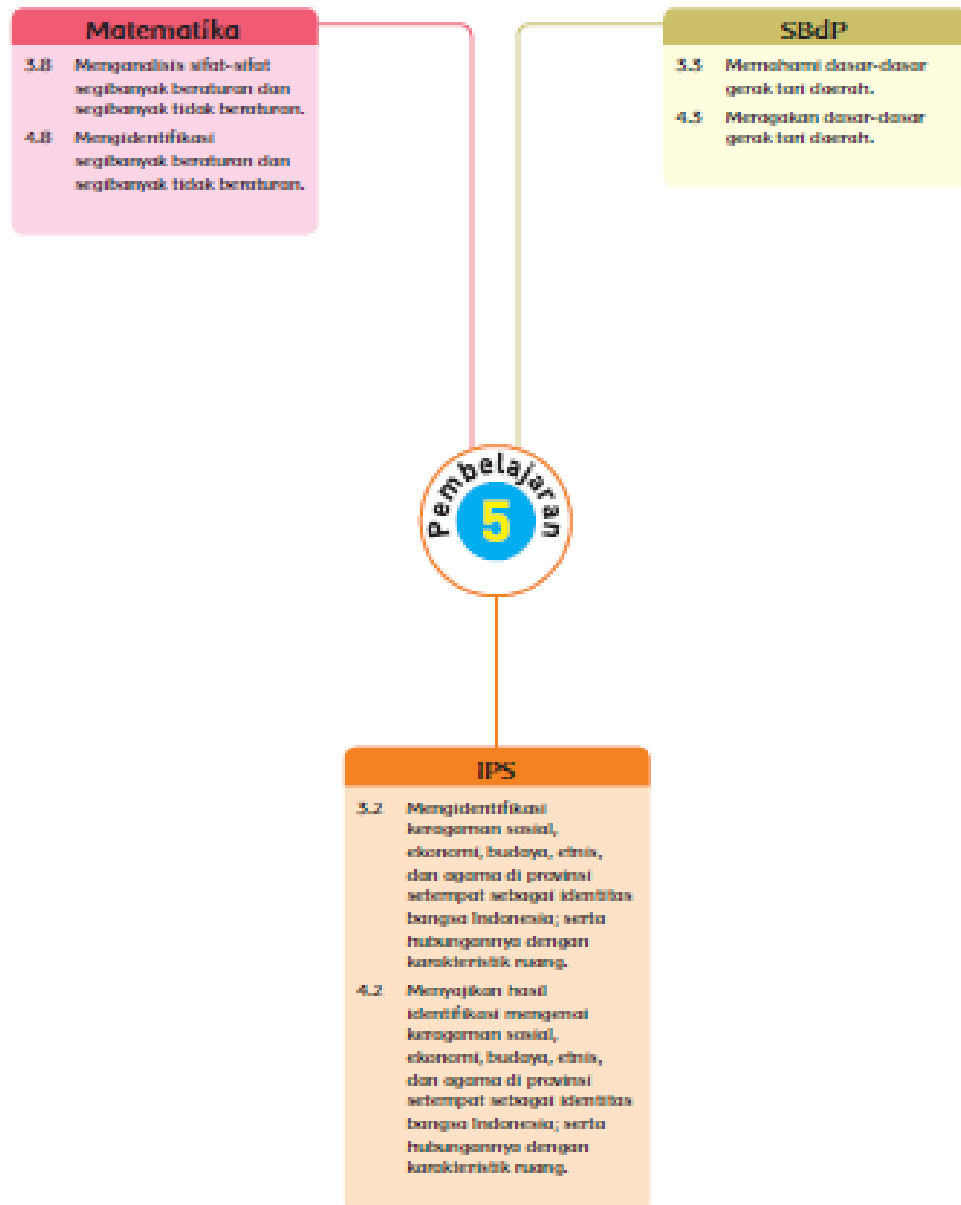 Matematika
3.8 Menganalisis sifat-sifat
segibanyak beraturan dan
segibanyak tidak beraturan.
4.8 Mengidentifikasi
segibanyak beraturan dan
segibanyak tidak beraturan.
SBdP
3.3 Memahami dasar-dasar
gerak tari daerah.
4.3 Meragakan dasar-dasar
gerak tari daerah.
Pembelajaran
5
IPS
3.2 Mengidentifikasi
keragaman sosial,
ekonomi, budaya, etnis,
dan agama di provinsi
setempat sebagai identitas
bangsa Indonesia; serta
hubungannya dengan
karakteristik ruang.
4.2 Menyajikan hasil
identifikasi mengenai
keragaman sosial,
ekonomi, budaya, etnis,
dan agama di provinsi
setempat sebagai identitas
bangsa Indonesia; serta
hubungannya dengan
karakteristik ruang.